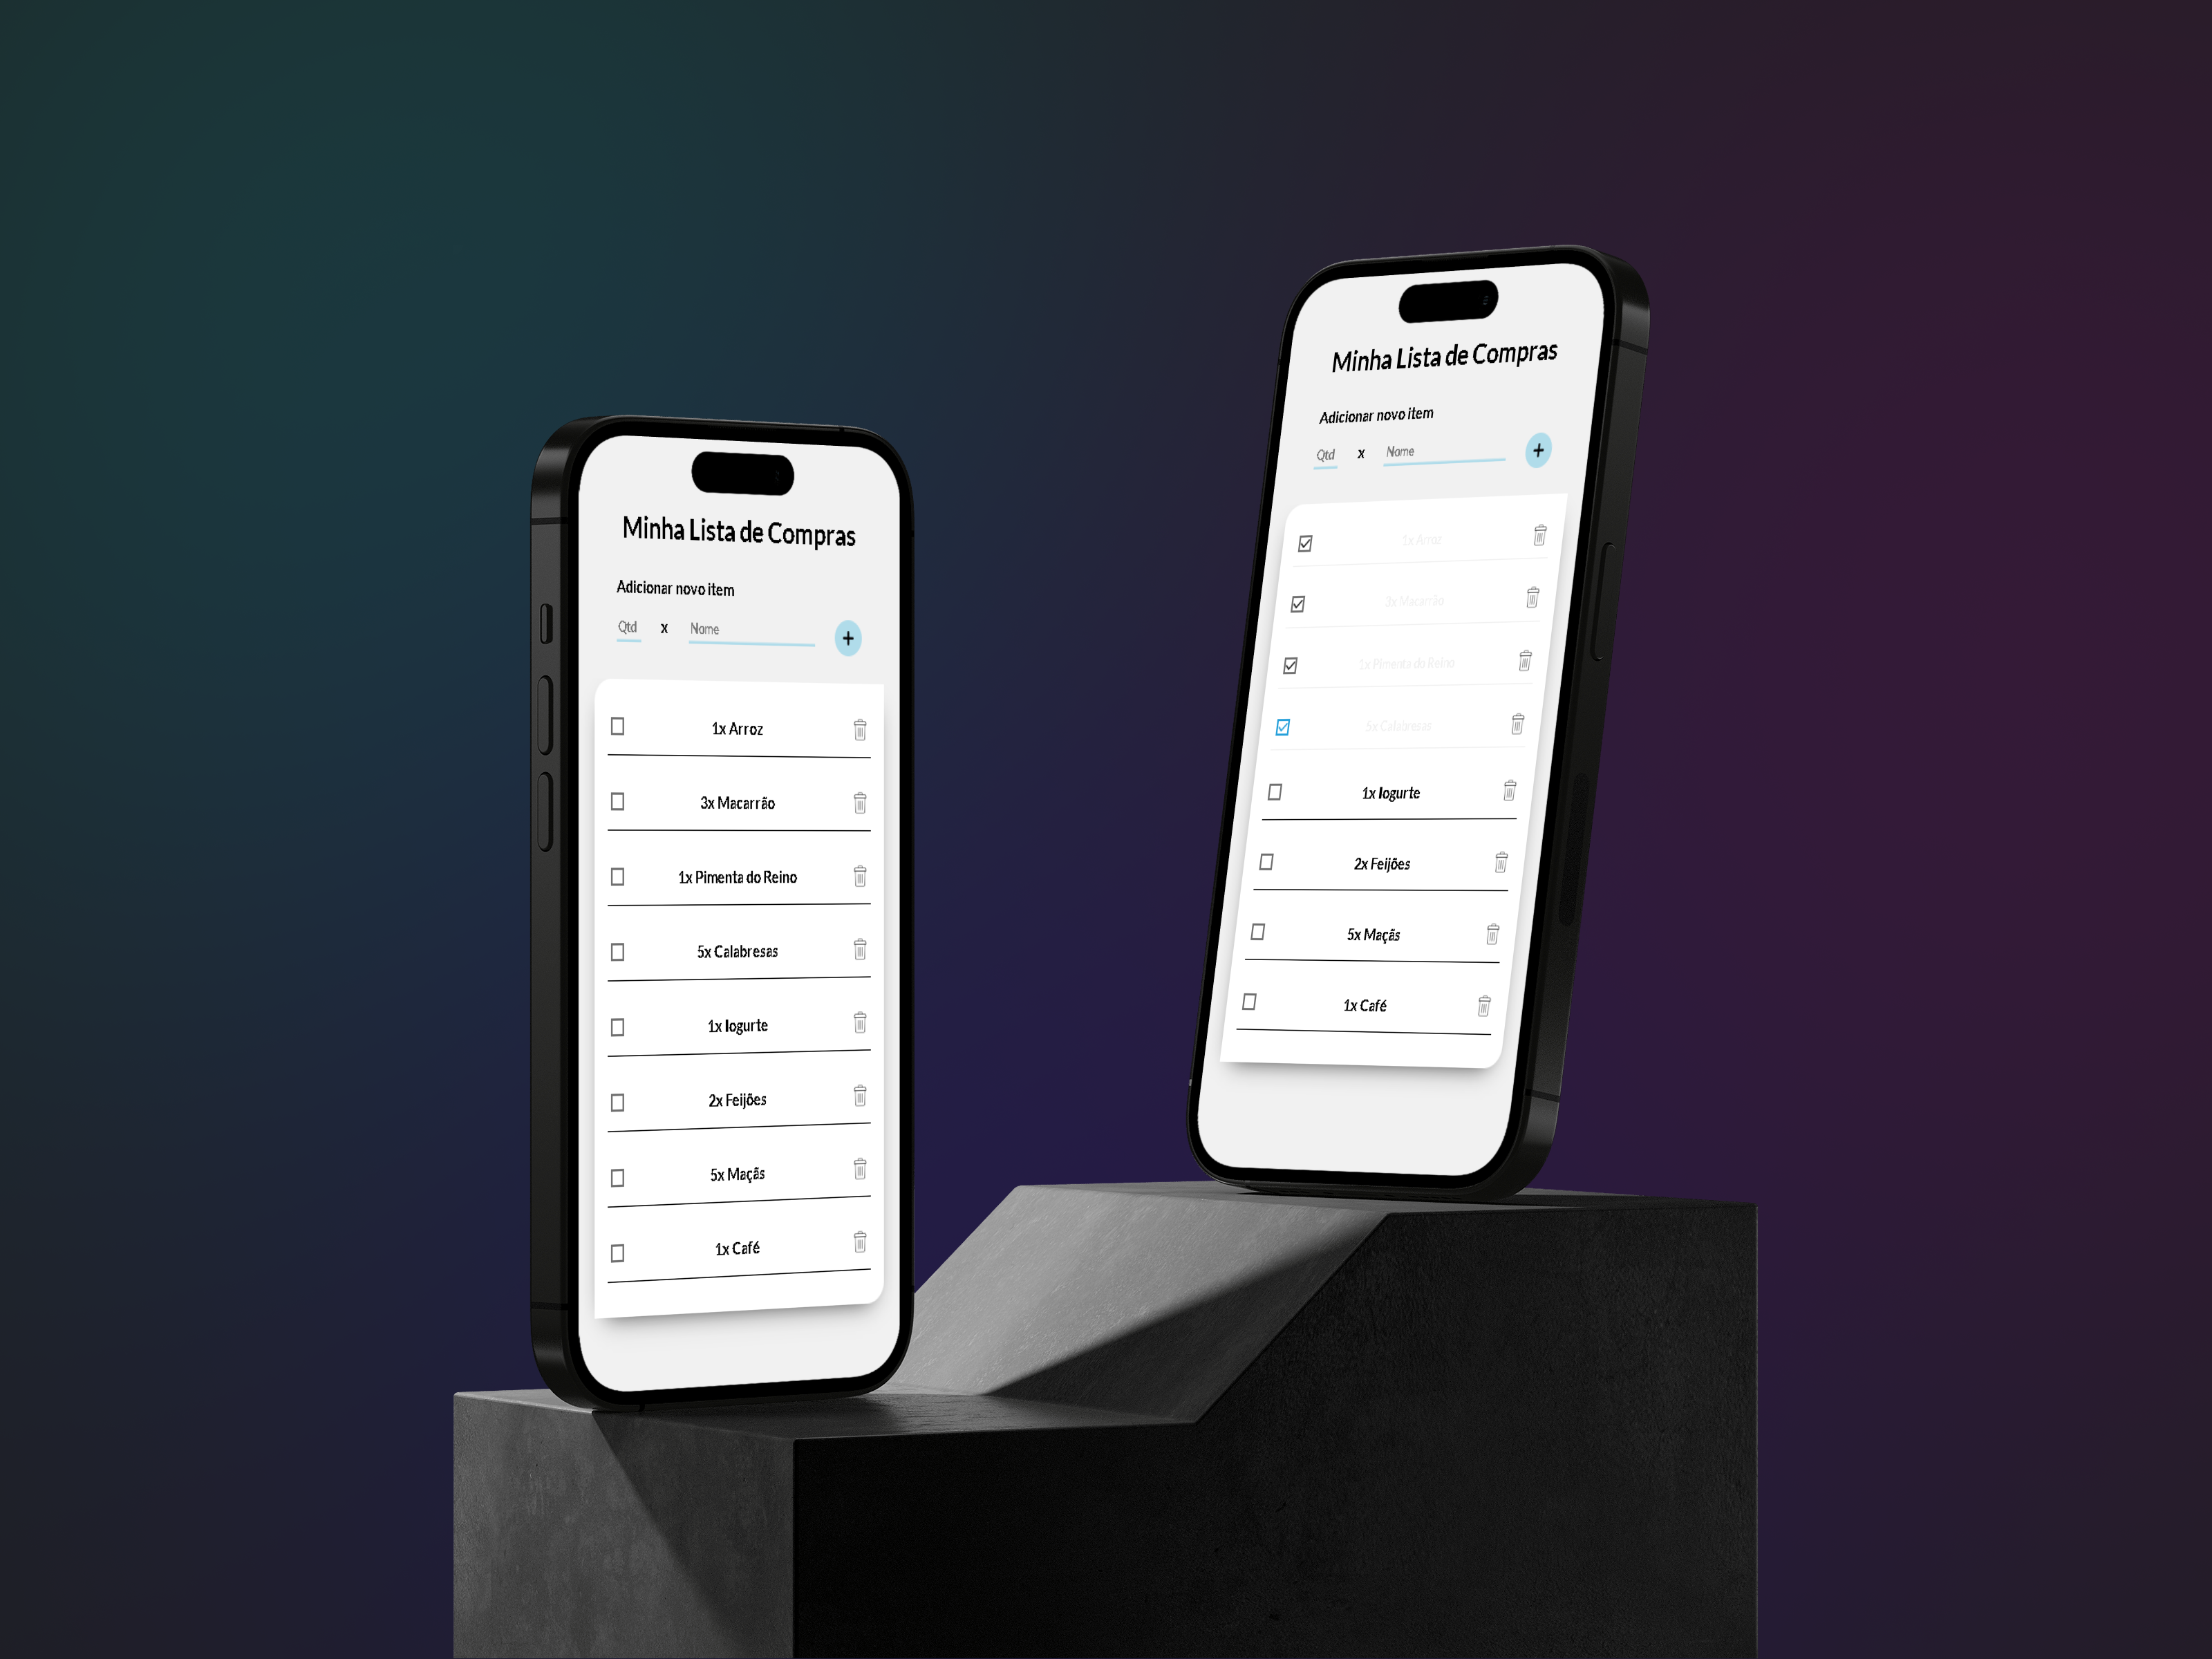 Minha Lista de Compras
Adicionar novo item
Qtd x Nome +
1x Arroz
3x Macarrão
1x Pimenta do Reino
5x Calabresas
1x Iogurte
2x Feijões
5x Maçãs
1x Café
Minha Lista de Compras
Adicionar novo item
Qtd x Nome +
1x Arroz
3x Macarrão
1x Pimenta do Reino
5x Calabresas
1x Iogurte
2x Feijões
5x Maçãs
1x Café